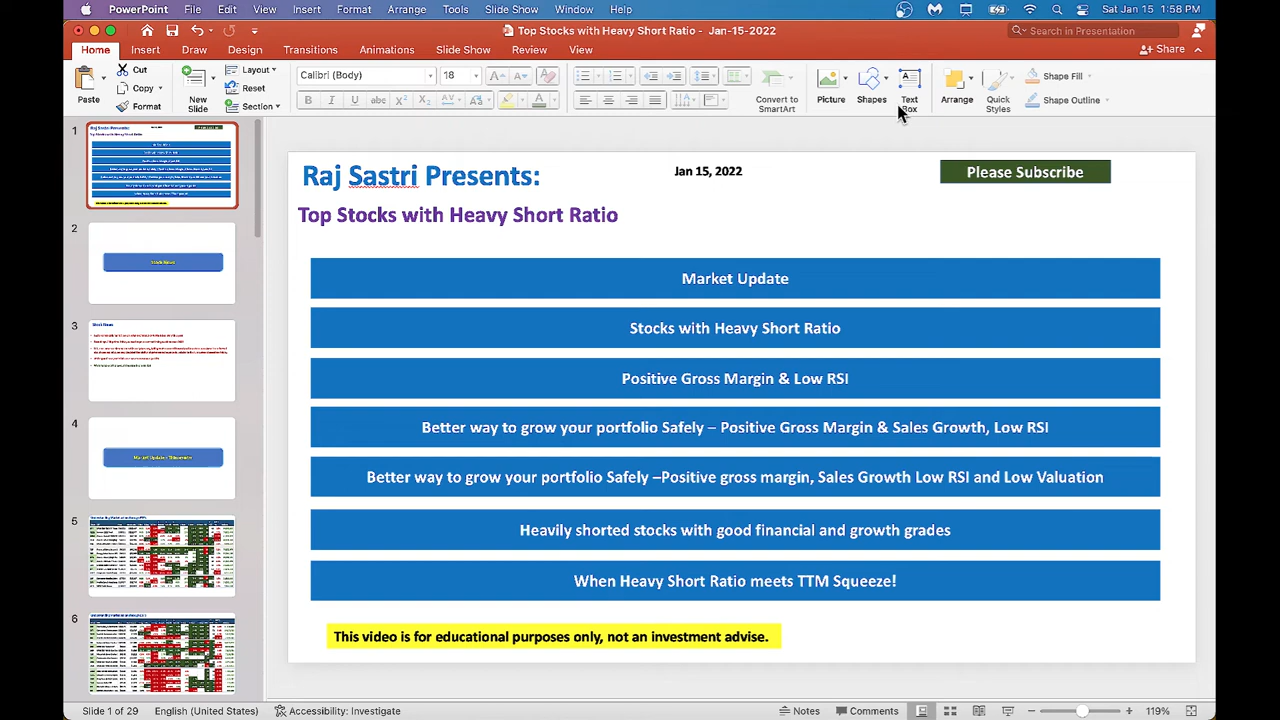 PowerPoint File Edit View Insert Format Arrange Tools Slide Show Window Help Sat Jan 15 1:58 PM
Top Stocks with Heavy Short Ratio - Jan-15-2022 Search in Presentation
Home Insert Draw Design Transitions Animations Slide Show Review View Share
Paste Cut Copy Format
New Slide Layout Reset Section
Calibri (Body) 18
Convert to SmartArt
Picture Shapes Text Box Arrange Quick Styles Shape Fill Shape Outline
1
2
3
4
5
6
Raj Sastri Presents: Jan 15, 2022 Please Subscribe
Top Stocks with Heavy Short Ratio
Market Update
Stocks with Heavy Short Ratio
Positive Gross Margin & Low RSI
Better way to grow your portfolio Safely – Positive Gross Margin & Sales Growth, Low RSI
Better way to grow your portfolio Safely –Positive gross margin, Sales Growth Low RSI and Low Valuation
Heavily shorted stocks with good financial and growth grades
When Heavy Short Ratio meets TTM Squeeze!
This video is for educational purposes only, not an investment advise.
Slide 1 of 29 English (United States) Accessibility: Investigate Notes Comments 119%